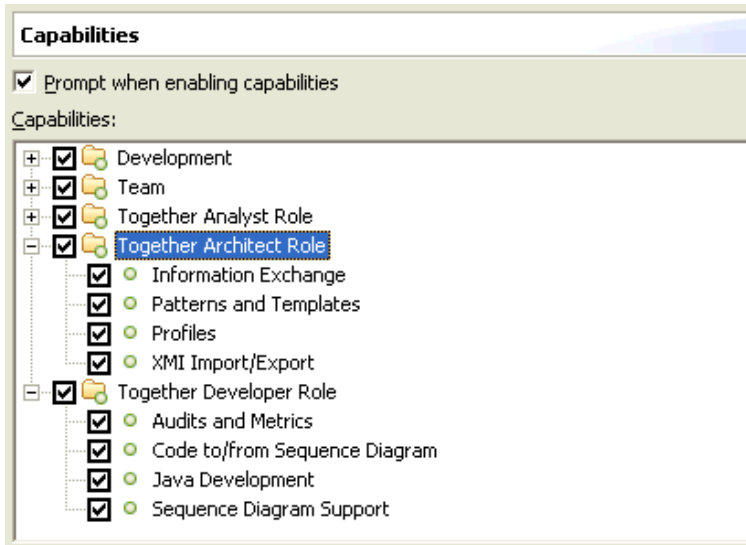 Capabilities
Prompt when enabling capabilities
Capabilities:
Development
Team
Together Analyst Role
Together Architect Role
Information Exchange
Patterns and Templates
Profiles
XMI Import/Export
Together Developer Role
Audits and Metrics
Code to/from Sequence Diagram
Java Development
Sequence Diagram Support